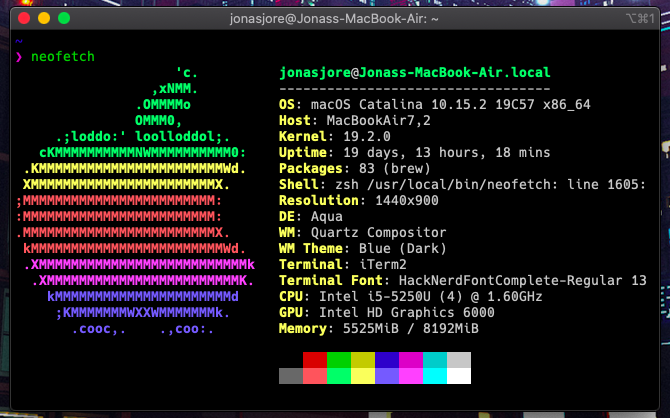 jonasjore@Jonass-MacBook-Air: ~
⌥⌘1
~
❯ neofetch
                    'c.
                 ,xNMM.
               .OMMMMo
               OMMM0,
     .;loddo:' loolloddol;.
   cKMMMMMMMMMMNWMMMMMMMMMM0:
 .KMMMMMMMMMMMMMMMMMMMMMMMWd.
 XMMMMMMMMMMMMMMMMMMMMMMMX.
;MMMMMMMMMMMMMMMMMMMMMMMM:
:MMMMMMMMMMMMMMMMMMMMMMMM:
.MMMMMMMMMMMMMMMMMMMMMMMMX.
 kMMMMMMMMMMMMMMMMMMMMMMMMWd.
 .XMMMMMMMMMMMMMMMMMMMMMMMMMMk
  .XMMMMMMMMMMMMMMMMMMMMMMMMK.
    kMMMMMMMMMMMMMMMMMMMMMMd
     ;KMMMMMMMWXXWMMMMMMMk.
       .cooc,.    .,coo:.
jonasjore@Jonass-MacBook-Air.local
----------------------------------
OS: macOS Catalina 10.15.2 19C57 x86_64
Host: MacBookAir7,2
Kernel: 19.2.0
Uptime: 19 days, 13 hours, 18 mins
Packages: 83 (brew)
Shell: zsh /usr/local/bin/neofetch: line 1605:
Resolution: 1440x900
DE: Aqua
WM: Quartz Compositor
WM Theme: Blue (Dark)
Terminal: iTerm2
Terminal Font: HackNerdFontComplete-Regular 13
CPU: Intel i5-5250U (4) @ 1.60GHz
GPU: Intel HD Graphics 6000
Memory: 5525MiB / 8192MiB